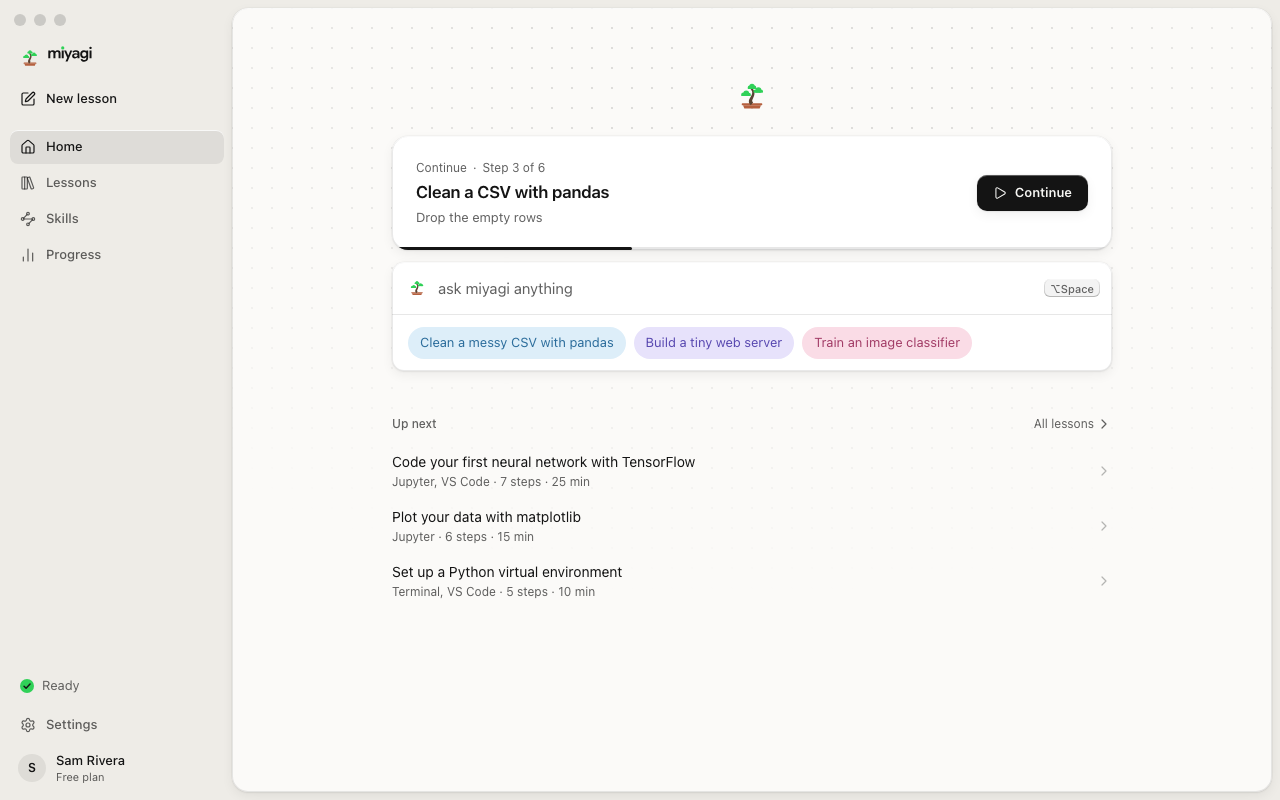 miyagi
New lesson
Home
Lessons
Skills
Progress
Ready
Settings
S
Sam Rivera
Free plan
Continue · Step 3 of 6
Clean a CSV with pandas
Drop the empty rows
Continue
ask miyagi anything
⌥Space
Clean a messy CSV with pandas
Build a tiny web server
Train an image classifier
Up next
All lessons
Code your first neural network with TensorFlow
Jupyter, VS Code · 7 steps · 25 min
Plot your data with matplotlib
Jupyter · 6 steps · 15 min
Set up a Python virtual environment
Terminal, VS Code · 5 steps · 10 min